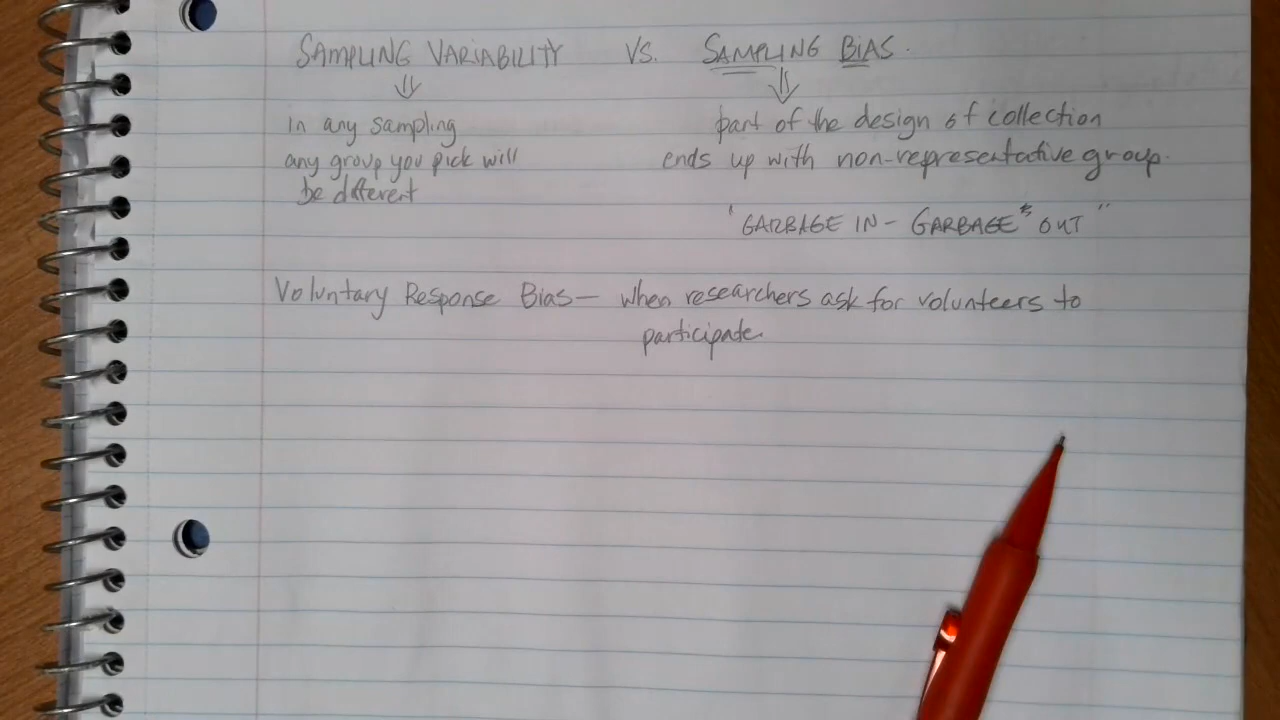 SAMPLING VARIABILITY VS. SAMPLING BIAS.
in any sampling
any group you pick will
be different
part of the design of collection
ends up with non-representative group.
"GARBAGE IN - GARBAGE OUT"
Voluntary Response Bias - when researchers ask for volunteers to
participate